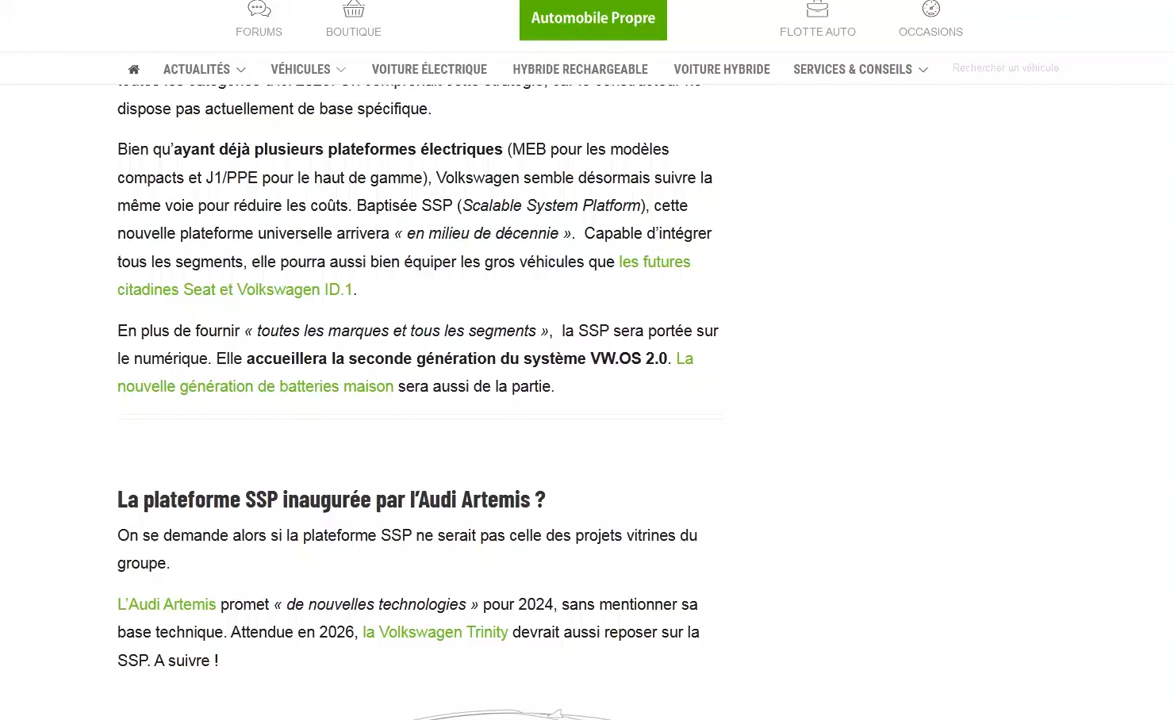 FORUMS
BOUTIQUE
Automobile Propre
FLOTTE AUTO
OCCASIONS
ACTUALITÉS
VÉHICULES
VOITURE ÉLECTRIQUE
HYBRIDE RECHARGEABLE
VOITURE HYBRIDE
SERVICES & CONSEILS
Rechercher un véhicule
dispose pas actuellement de base spécifique.
Bien qu’ayant déjà plusieurs plateformes électriques (MEB pour les modèles
compacts et J1/PPE pour le haut de gamme), Volkswagen semble désormais suivre la
même voie pour réduire les coûts. Baptisée SSP (Scalable System Platform), cette
nouvelle plateforme universelle arrivera « en milieu de décennie ». Capable d’intégrer
tous les segments, elle pourra aussi bien équiper les gros véhicules que les futures
citadines Seat et Volkswagen ID.1.
En plus de fournir « toutes les marques et tous les segments », la SSP sera portée sur
le numérique. Elle accueillera la seconde génération du système VW.OS 2.0. La
nouvelle génération de batteries maison sera aussi de la partie.
La plateforme SSP inaugurée par l’Audi Artemis ?
On se demande alors si la plateforme SSP ne serait pas celle des projets vitrines du
groupe.
L’Audi Artemis promet « de nouvelles technologies » pour 2024, sans mentionner sa
base technique. Attendue en 2026, la Volkswagen Trinity devrait aussi reposer sur la
SSP. A suivre !